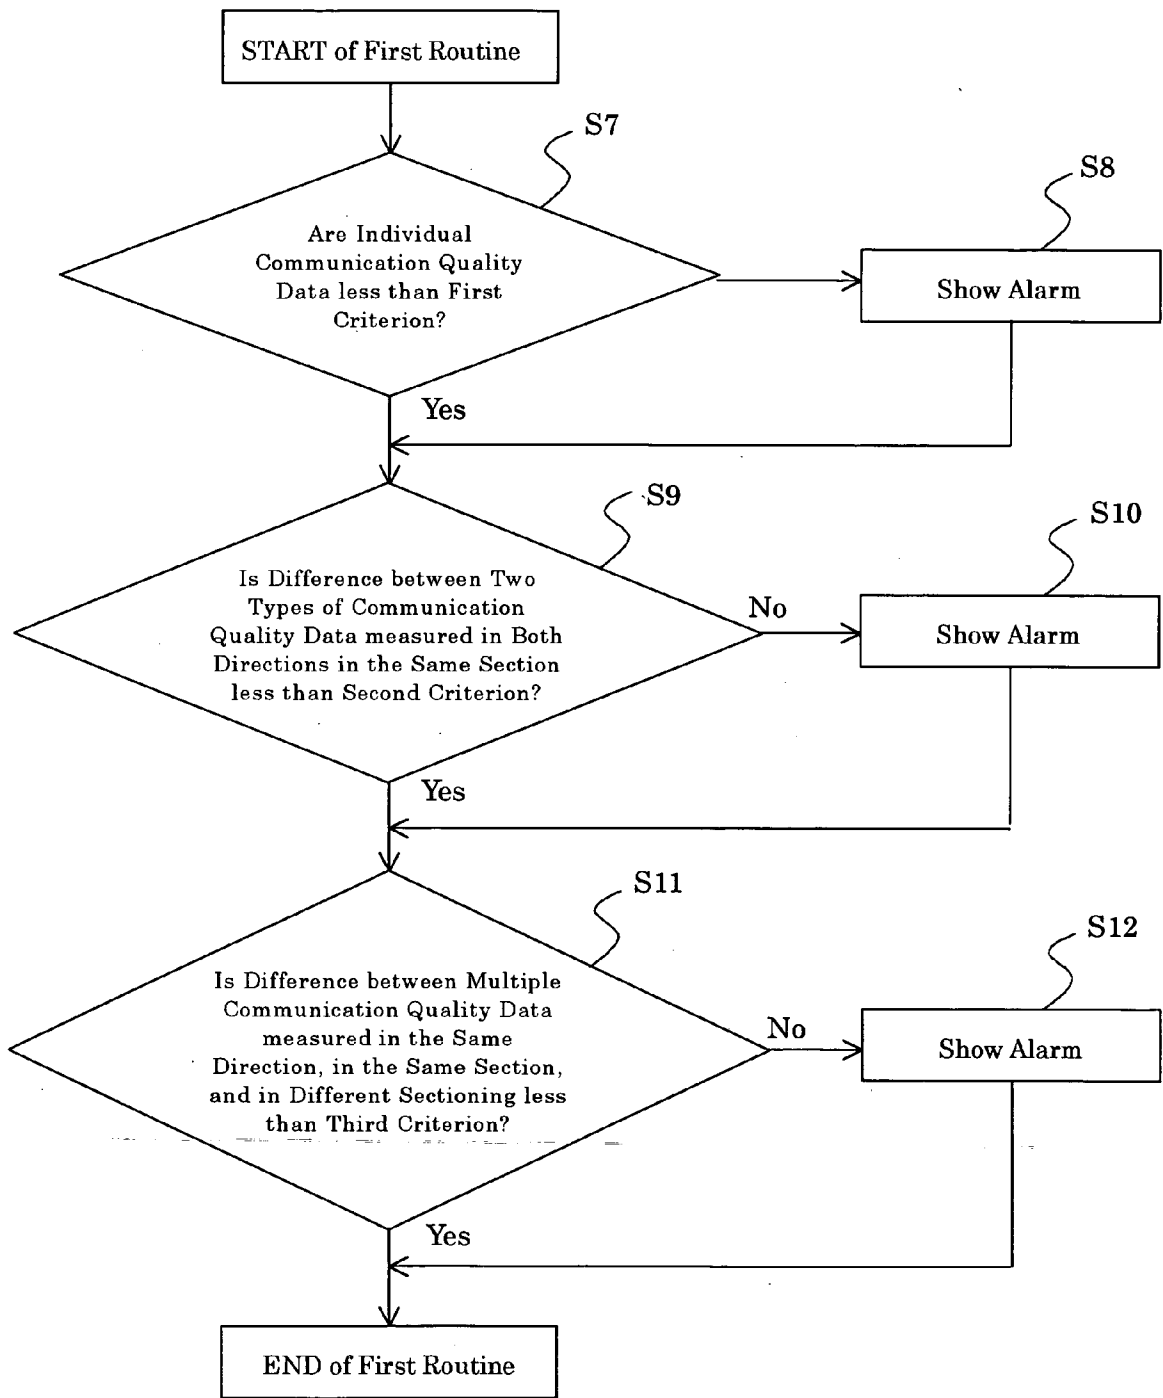 START of First Routine
S7
Are Individual
Communication Quality
Data less than First
Criterion?
S8
Show Alarm
Yes
S9
Is Difference between Two
Types of Communication
Quality Data measured in Both
Directions in the Same Section
less than Second Criterion?
No
S10
Show Alarm
Yes
S11
Is Difference between Multiple
Communication Quality Data
measured in the Same
Direction, in the Same Section,
and in Different Sectioning less
than Third Criterion?
No
S12
Show Alarm
Yes
END of First Routine